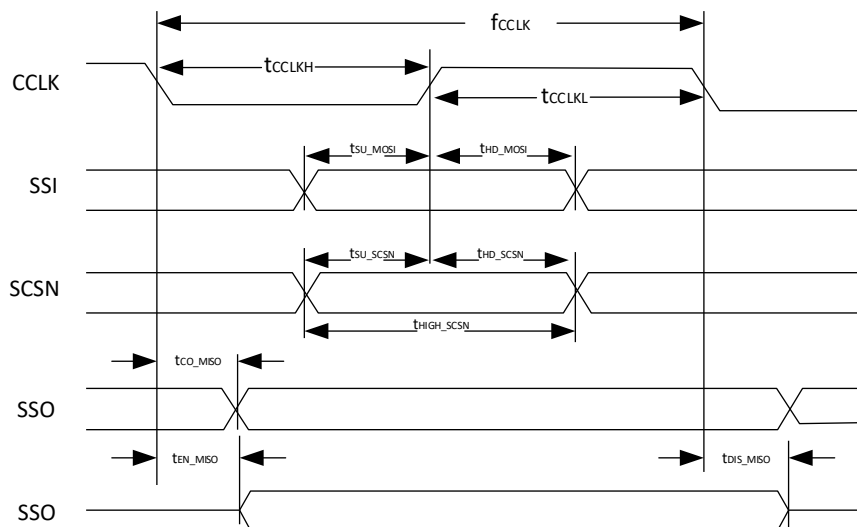 fCCLK
CCLK
tCCLKH
tCCLKL
SSI
tSU_MOSI
tHD_MOSI
SCSN
tSU_SCSN
tHD_SCSN
tHIGH_SCSN
tCO_MISO
SSO
tEN_MISO
tDIS_MISO
SSO